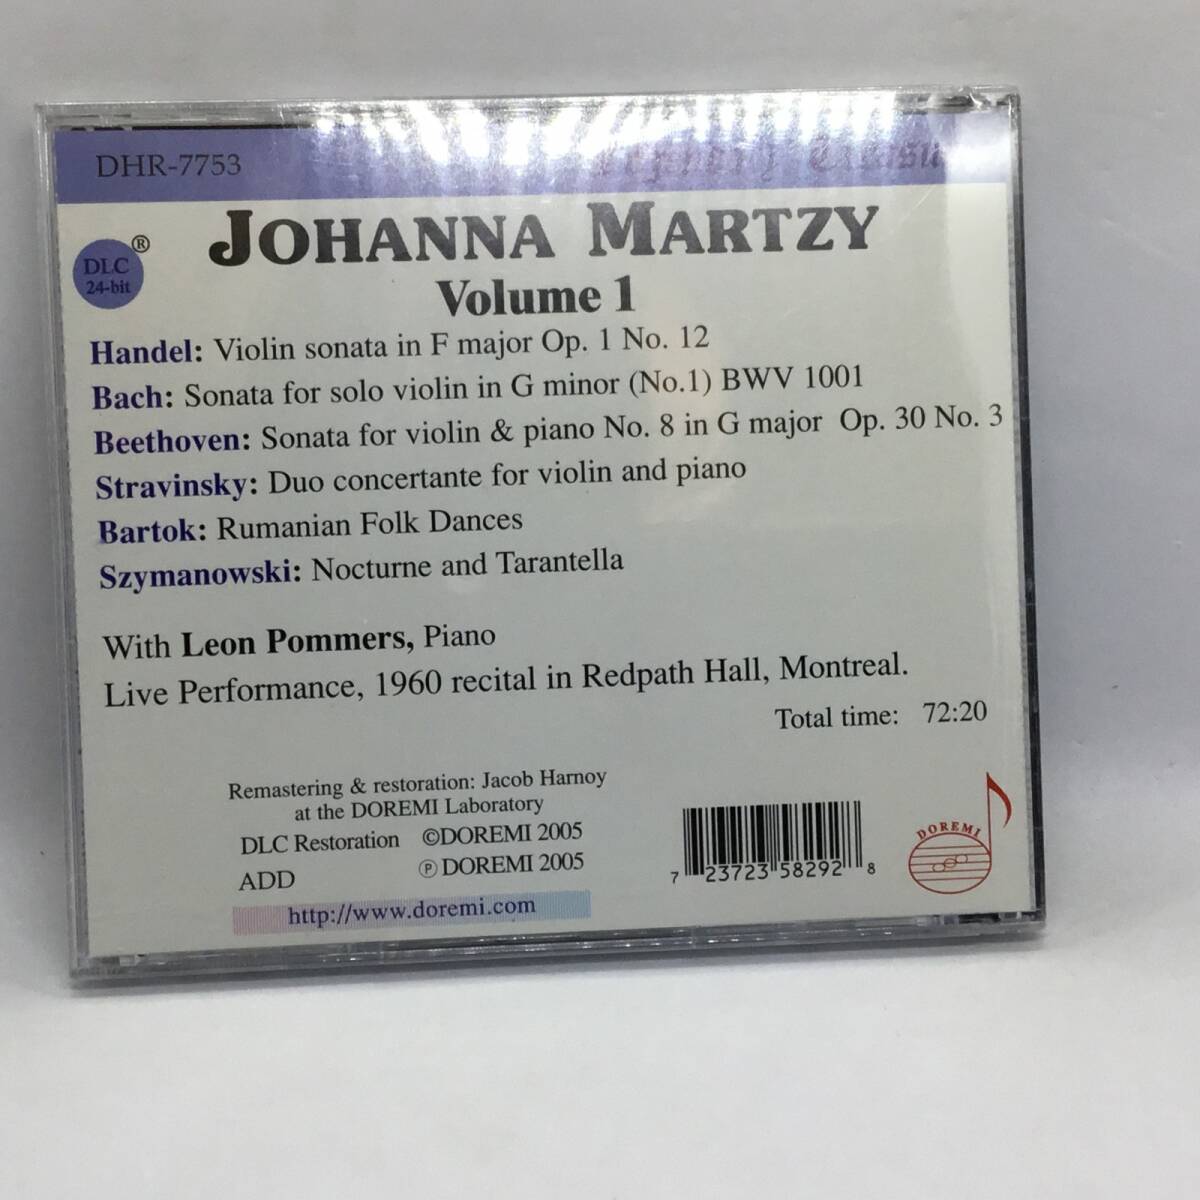 DHR-7753
Legendary Treasu
JOHANNA MARTZY
DLC ®
24-bit
Volume 1
Handel: Violin sonata in F major Op. 1 No. 12
Bach: Sonata for solo violin in G minor (No.1) BWV 1001
Beethoven: Sonata for violin & piano No. 8 in G major Op. 30 No. 3
Stravinsky: Duo concertante for violin and piano
Bartok: Rumanian Folk Dances
Szymanowski: Nocturne and Tarantella
With Leon Pommers, Piano
Live Performance, 1960 recital in Redpath Hall, Montreal.
Total time: 72:20
Remastering & restoration: Jacob Harnoy
at the DOREMI Laboratory
DLC Restoration ©DOREMI 2005
ADD ℗ DOREMI 2005
http://www.doremi.com
7 23723 58292 8
DOREMI